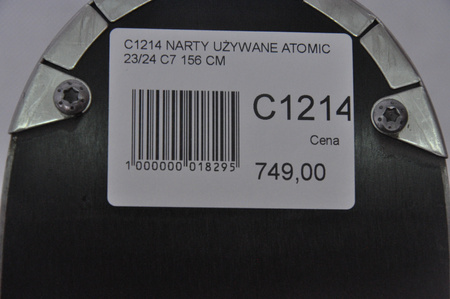 C1214 NARTY UŻYWANE ATOMIC
23/24 C7 156 CM
C1214
Cena
1 000000 018295
749,00